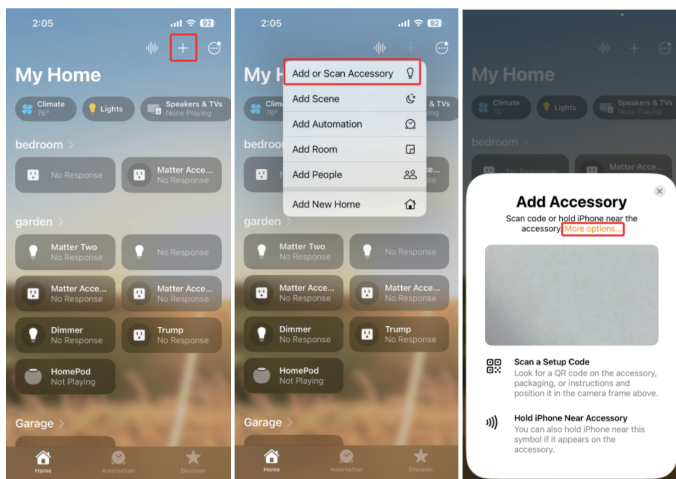 2:05
92
My Home
Climate
76°
Lights
Speakers & TVs
None Playing
bedroom >
No Response
Matter Acce...
No Response
garden >
Matter Two
No Response
No Response
Matter Acce...
No Response
Matter Acce...
No Response
Dimmer
No Response
Trump
No Response
HomePod
Not Playing
Garage >
Home
Automation
Discover
2:05
92
My H
Add or Scan Accessory
Add Scene
Add Automation
Add Room
Add People
Add New Home
Clim
76°
& TVs
ing
bedroo
N
ce...
se
garden >
Matter Two
No Response
No Response
Matter Acce...
No Response
Matter Acce...
No Response
Dimmer
No Response
Trump
No Response
HomePod
Not Playing
Garage >
Home
Automation
Discover
My Home
Climate
76°
Lights
Speakers & TVs
None Playing
bedroom >
Matter Acce...
Add Accessory
Scan code or hold iPhone near the
accessory. More options...
Scan a Setup Code
Look for a QR code on the accessory,
packaging, or instructions and
position it in the camera frame above.
Hold iPhone Near Accessory
You can also hold iPhone near this
symbol if it appears on the
accessory.